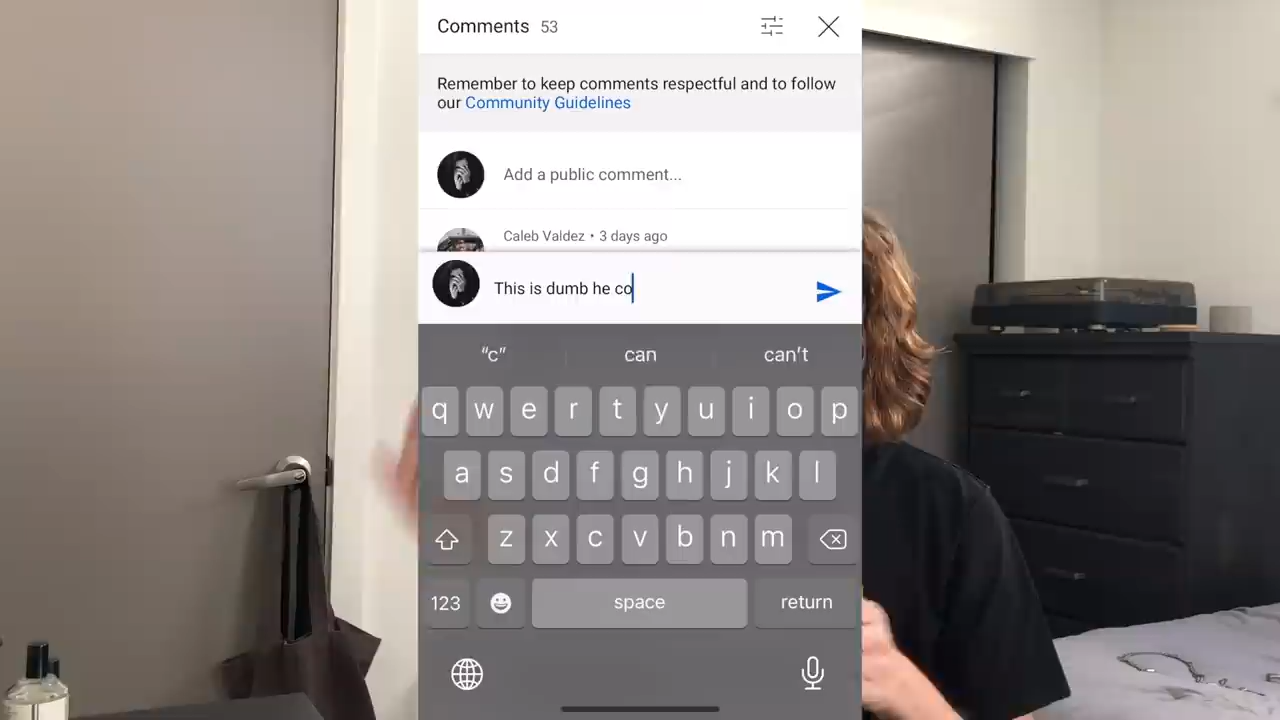 Comments 53
Remember to keep comments respectful and to follow
our Community Guidelines
Add a public comment...
Caleb Valdez • 3 days ago
This is dumb he co
“c” can can't
q w e r t y u i o p
a s d f g h j k l
z x c v b n m
123 space return